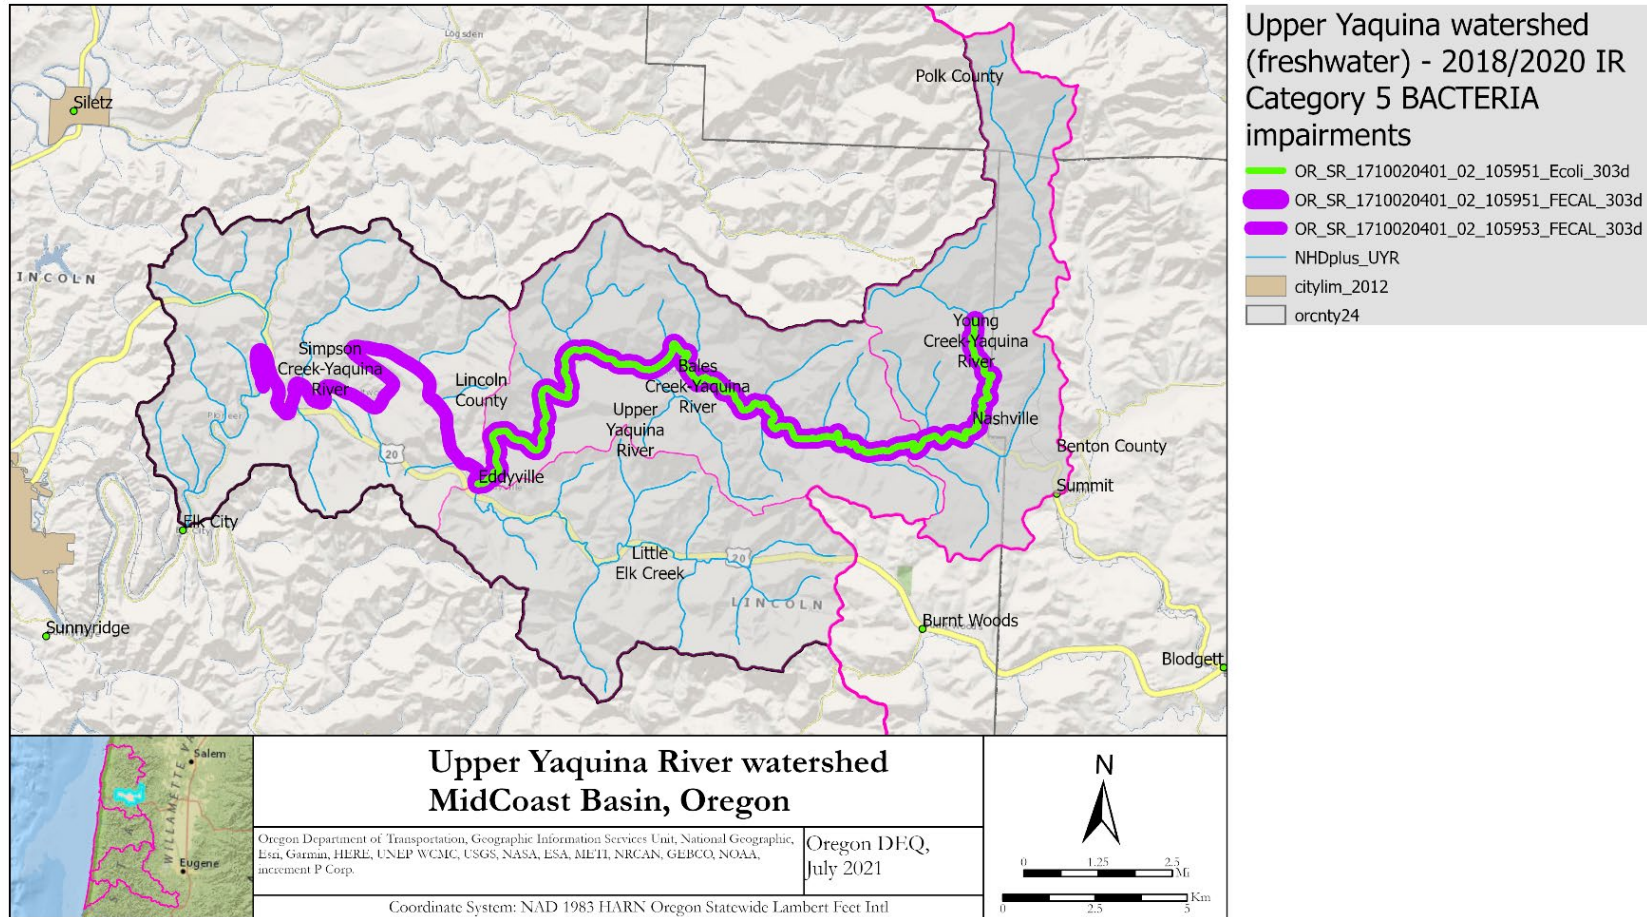 Upper Yaquina watershed
(freshwater) - 2018/2020 IR
Category 5 BACTERIA
impairments
OR_SR_1710020401_02_105951_Ecoli_303d
OR_SR_1710020401_02_105951_FECAL_303d
OR_SR_1710020401_02_105953_FECAL_303d
NHDplus_UYR
citylim_2012
orcnty24
Logsden
Polk County
Siletz
INCOLN
Simpson
Creek-Yaquina
River
Pioneer
Lincoln
County
Young
Creek-Yaquina
River
Bales
Creek-Yaquina
River
Upper
Yaquina
River
Nashville
Benton County
20
Eddyville
Summit
Elk City
Little
Elk Creek
20
LINCOLN
Sunnyridge
Burnt Woods
Blodgett
Salem
WILLAMETTE V
Eugene
Upper Yaquina River watershed
MidCoast Basin, Oregon
Oregon Department of Transportation, Geographic Information Services Unit, National Geographic,
Esri, Garmin, HERE, UNEP WCMC, USGS, NASA, ESA, METI, NRCAN, GEBCO, NOAA,
increment P Corp.
Oregon DEQ,
July 2021
Coordinate System: NAD 1983 HARN Oregon Statewide Lambert Feet Intl
N
0 1.25 2.5
Mi
Km
0 2.5 5